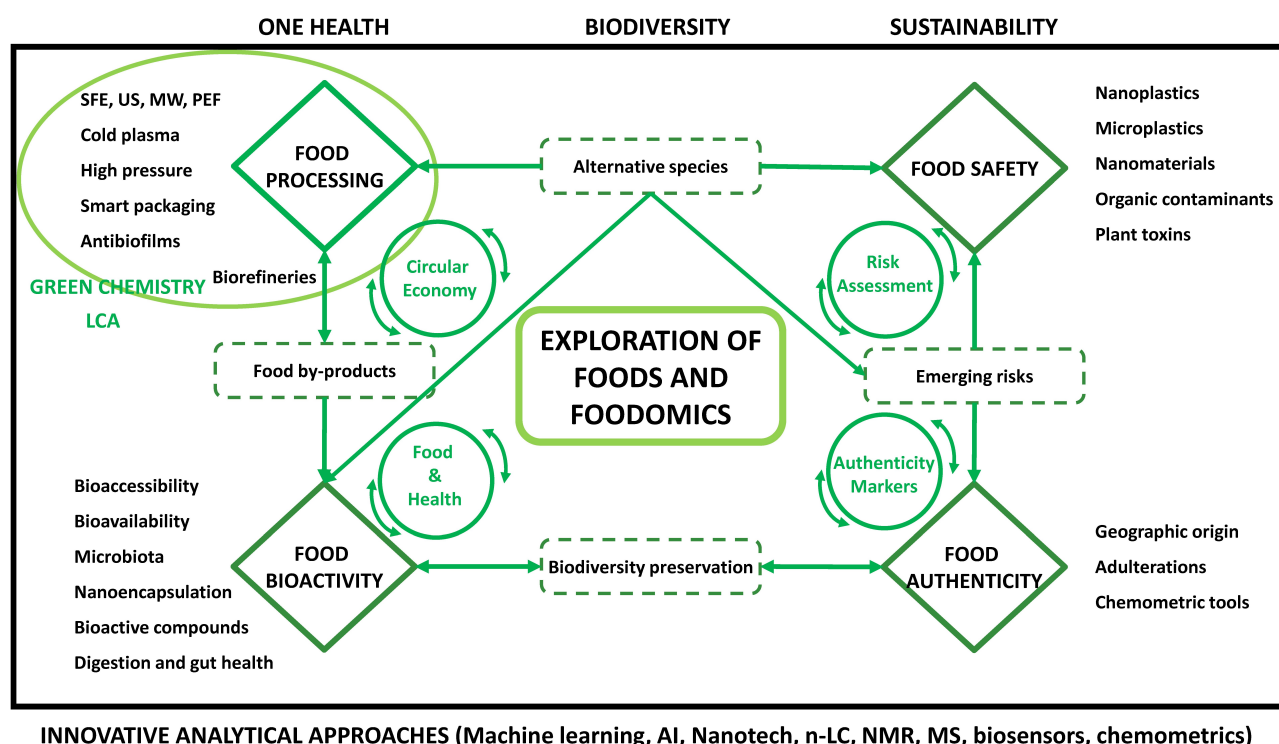 ONE HEALTH
BIODIVERSITY
SUSTAINABILITY
SFE, US, MW, PEF
Cold plasma
High pressure
Smart packaging
Antibiofilms
GREEN CHEMISTRY
LCA
FOOD
PROCESSING
Alternative species
FOOD SAFETY
Nanoplastics
Microplastics
Nanomaterials
Organic contaminants
Plant toxins
Biorefineries
Circular
Economy
Risk
Assessment
Food by-products
EXPLORATION OF
FOODS AND
FOODOMICS
Emerging risks
Food
&
Health
Authenticity
Markers
Bioaccessibility
Bioavailability
Microbiota
Nanoencapsulation
Bioactive compounds
Digestion and gut health
FOOD
BIOACTIVITY
Biodiversity preservation
FOOD
AUTHENTICITY
Geographic origin
Adulterations
Chemometric tools
INNOVATIVE ANALYTICAL APPROACHES (Machine learning, AI, Nanotech, n-LC, NMR, MS, biosensors, chemometrics)